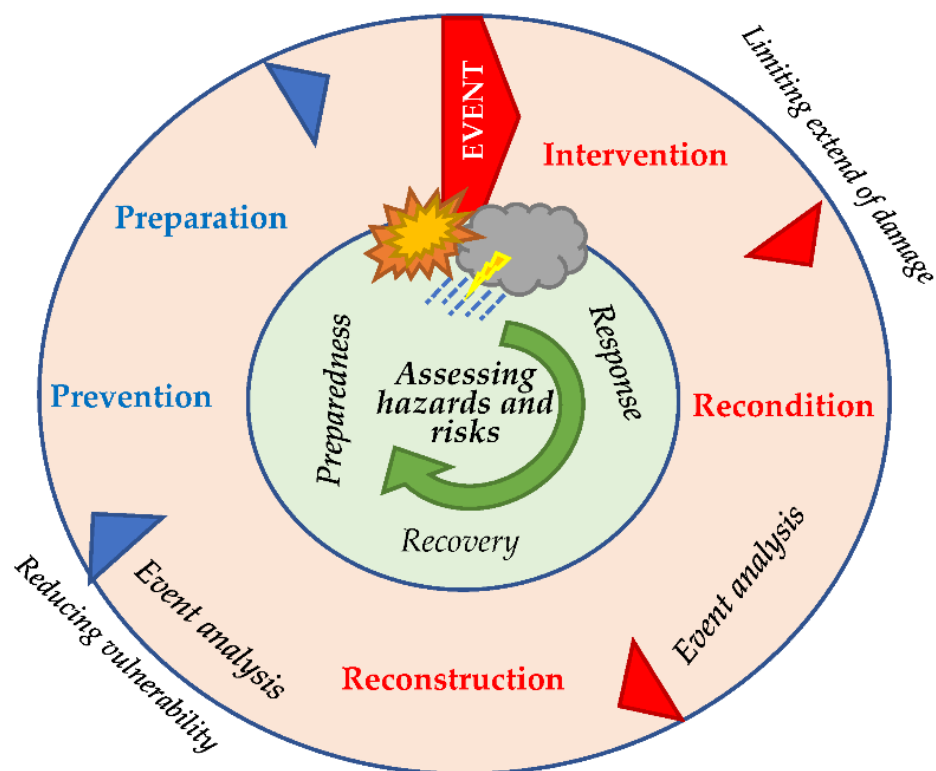 EVENT
Intervention
Limiting extend of damage
Preparation
Response
Preparedness
Assessing
hazards and
risks
Prevention
Recondition
Recovery
Event analysis
Event analysis
Reducing vulnerability
Reconstruction